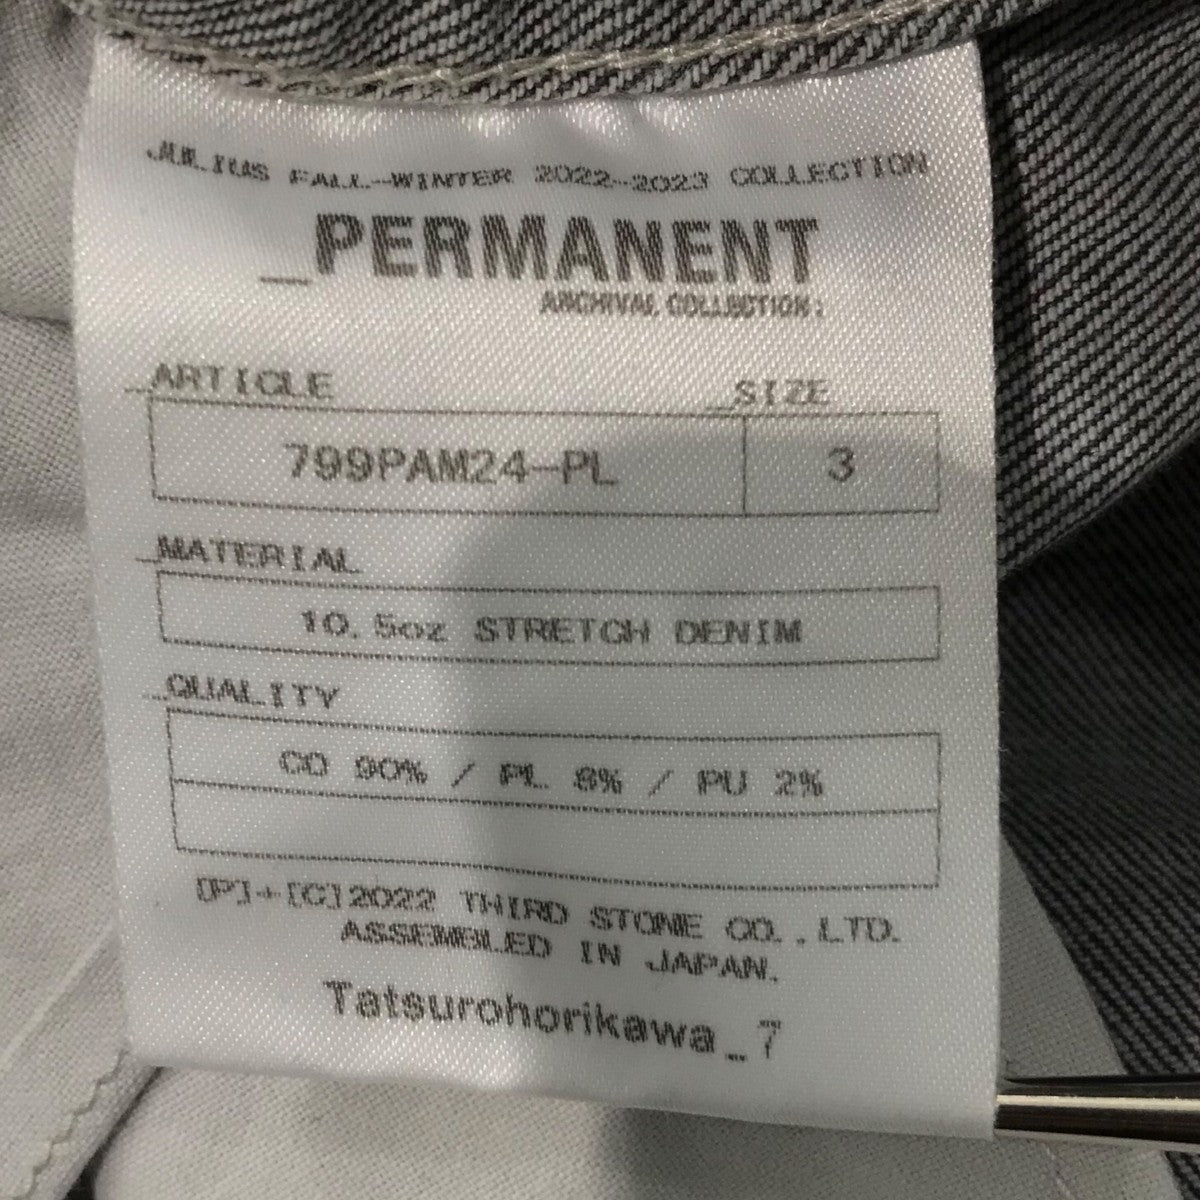 JULIUS FALL-WINTER 2022-2023 COLLECTION
_PERMANENT
ARCHIVAL COLLECTION:
_ARTICLE _SIZE
799PAM24-PL 3
_MATERIAL
10.5oz STRETCH DENIM
_QUALITY
CO 90% / PL 8% / PU 2%
[P]+[C]2022 THIRD STONE CO.,LTD.
ASSEMBLED IN JAPAN.
Tatsurohorikawa_7